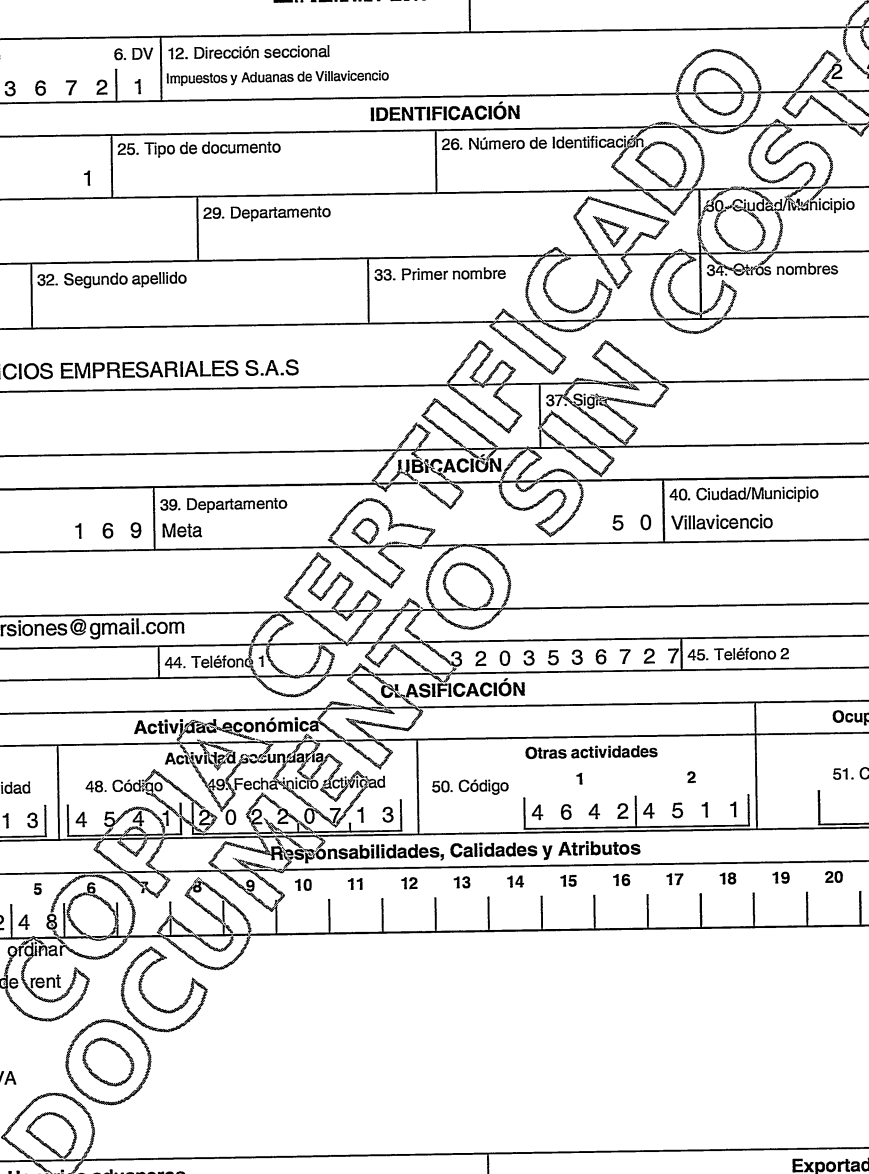 6. DV 12. Dirección seccional
3 6 7 2 1 Impuestos y Aduanas de Villavicencio 2
IDENTIFICACIÓN
25. Tipo de documento 26. Número de Identificación
1
29. Departamento 30. Ciudad/Municipio
32. Segundo apellido 33. Primer nombre 34. Otros nombres
ICIOS EMPRESARIALES S.A.S
37. Sigla
UBICACIÓN
39. Departamento 40. Ciudad/Municipio
1 6 9 Meta 5 0 Villavicencio
rsiones@gmail.com
44. Teléfono 1 3 2 0 3 5 3 6 7 2 7 45. Teléfono 2
CLASIFICACIÓN
Actividad económica Ocup
Actividad secundaria Otras actividades
idad 48. Código 49. Fecha inicio actividad 50. Código 1 2 51. C
1 3 4 5 4 1 2 0 2 2 0 7 1 3 4 6 4 2 4 5 1 1
Responsabilidades, Calidades y Atributos
5 6 7 8 9 10 11 12 13 14 15 16 17 18 19 20
2 4 8
ordinar
de rent
VA
Exportad
COPIA CERTIFICADO
DOCUMENTO SIN COSTO